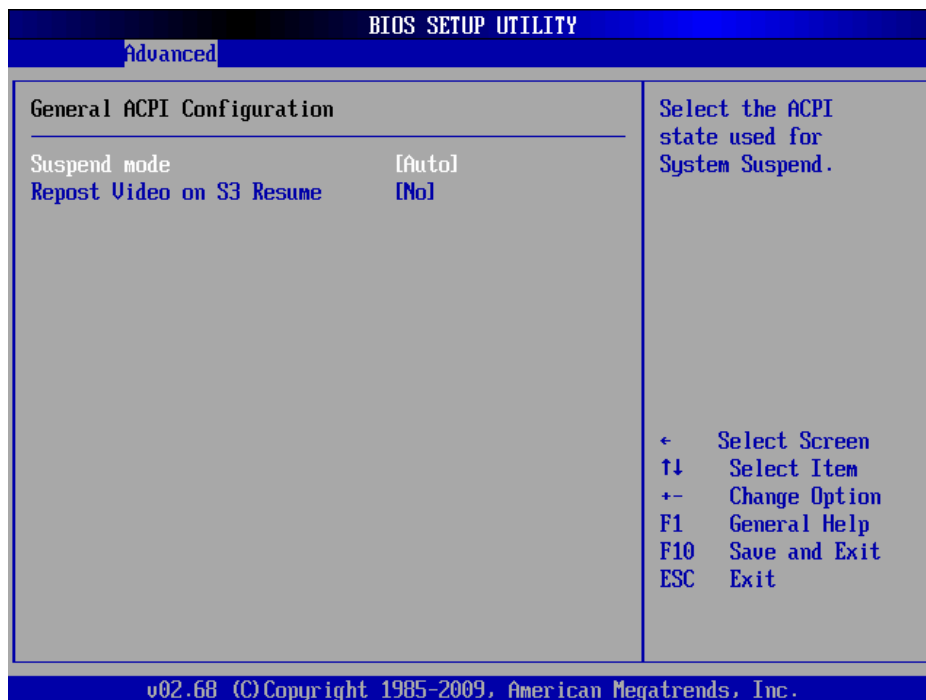 BIOS SETUP UTILITY
Advanced
General ACPI Configuration
Suspend mode [Auto]
Repost Video on S3 Resume [No]
Select the ACPI
state used for
System Suspend.
← Select Screen
↑↓ Select Item
+- Change Option
F1 General Help
F10 Save and Exit
ESC Exit
v02.68 (C)Copyright 1985-2009, American Megatrends, Inc.